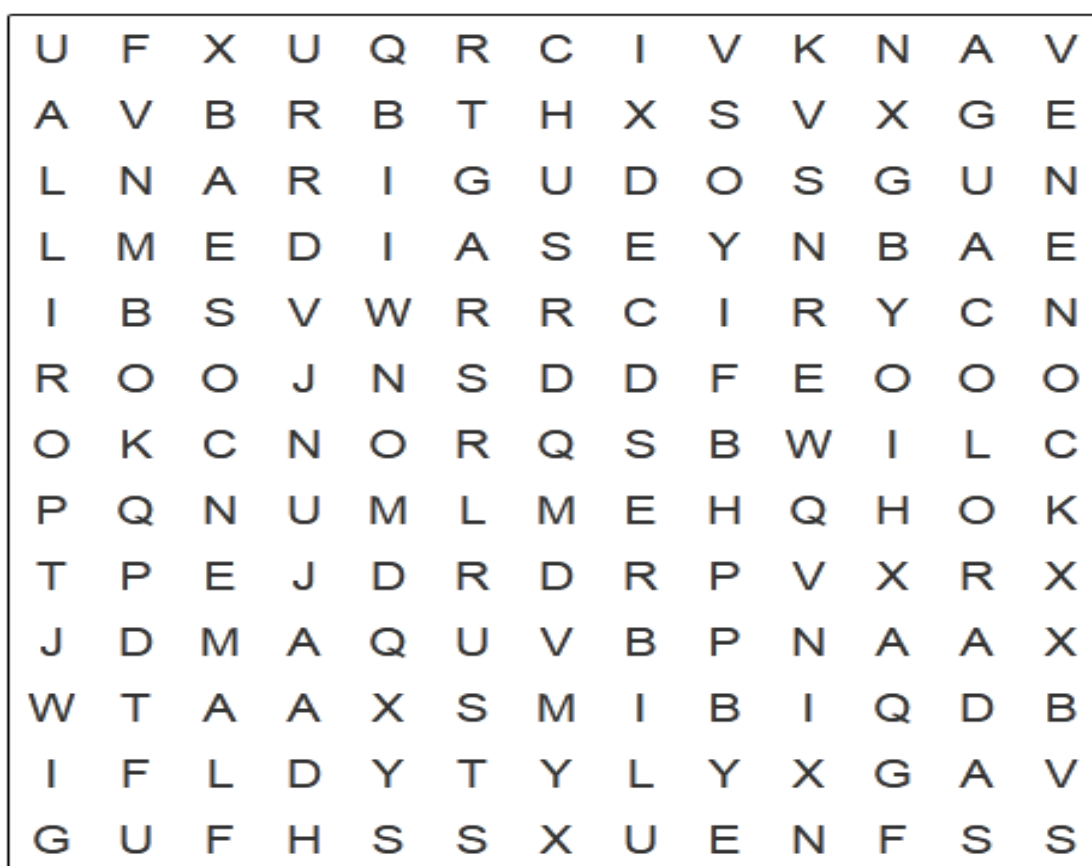 U F X U Q R C I V K N A V
A V B R B T H X S V X G E
L N A R I G U D O S G U N
L M E D I A S E Y N B A E
I B S V W R R C I R Y C N
R O O J N S D D F E O O O
O K C N O R Q S B W I L C
P Q N U M L M E H Q H O K
T P E J D R D R P V X R X
J D M A Q U V B P N A A X
W T A A X S M I B I Q D B
I F L D Y T Y L Y X G A V
G U F H S S X U E N F S S